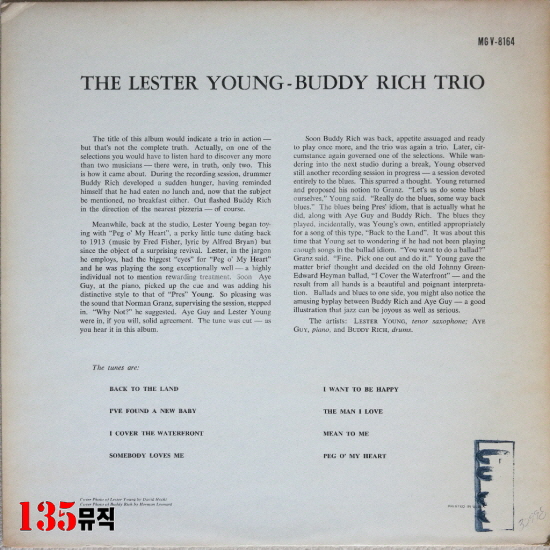 MG V-8164
THE LESTER YOUNG - BUDDY RICH TRIO
The title of this album would indicate a trio in action —
but that's not the complete truth. Actually, on one of the
selections you would have to listen hard to discover any more
than two musicians — there were, in truth, only two. This
is how it came about. During the recording session, drummer
Buddy Rich developed a sudden hunger, having reminded
himself that he had eaten no lunch and, now that the subject
be mentioned, no breakfast either. Out flashed Buddy Rich
in the direction of the nearest pizzeria — of course.
Meanwhile, back at the studio, Lester Young began toy-
ing with "Peg o' My Heart", a perky little tune dating back
to 1913 (music by Fred Fisher, lyric by Alfred Bryan) but
since the object of a surprising revival. Lester, in the jargon
he employs, had the biggest "eyes" for "Peg o' My Heart"
and he was playing the song exceptionally well — a highly
individual not to mention rewarding treatment. Soon Aye
Guy, at the piano, picked up the cue and was adding his
distinctive style to that of "Pres" Young. So pleasing was
the sound that Norman Granz, supervising the session, stepped
in. "Why Not?" he suggested. Aye Guy and Lester Young
were in, if you will, solid agreement. The tune was cut — as
you hear it in this album.
Soon Buddy Rich was back, appetite assuaged and ready
to play once more, and the trio was again a trio. Later, cir-
cumstance again governed one of the selections. While wan-
dering into the next studio during a break, Young observed
still another recording session in progress — a session devoted
entirely to the blues. This spurred a thought. Young returned
and proposed his notion to Granz. "Let's us do some blues
ourselves," Young said. "Really do the blues, some way back
blues." The blues being Pres' idiom, that is actually what he
did, along with Aye Guy and Buddy Rich. The blues they
played, incidentally, was Young's own, entitled appropriately
for a song of this type, "Back to the Land". It was about this
time that Young set to wondering if he had not been playing
enough songs in the ballad idiom. "You want to do a ballad?"
Granz said. "Fine. Pick one out and do it." Young gave the
matter brief thought and decided on the old Johnny Green-
Edward Heyman ballad, "I Cover the Waterfront" — and the
result from all hands is a beautiful and poignant interpreta-
tion. Ballads and blues to one side, you might also notice the
amusing byplay between Buddy Rich and Aye Guy — a good
illustration that jazz can be joyous as well as serious.
The artists: LESTER YOUNG, tenor saxophone; AYE
GUY, piano, and BUDDY RICH, drums.
The tunes are:
BACK TO THE LAND
I'VE FOUND A NEW BABY
I COVER THE WATERFRONT
SOMEBODY LOVES ME
I WANT TO BE HAPPY
THE MAN I LOVE
MEAN TO ME
PEG O' MY HEART
Cover Photo of Lester Young by David Hecht
Cover Photo of Buddy Rich by Herman Leonard
135뮤직